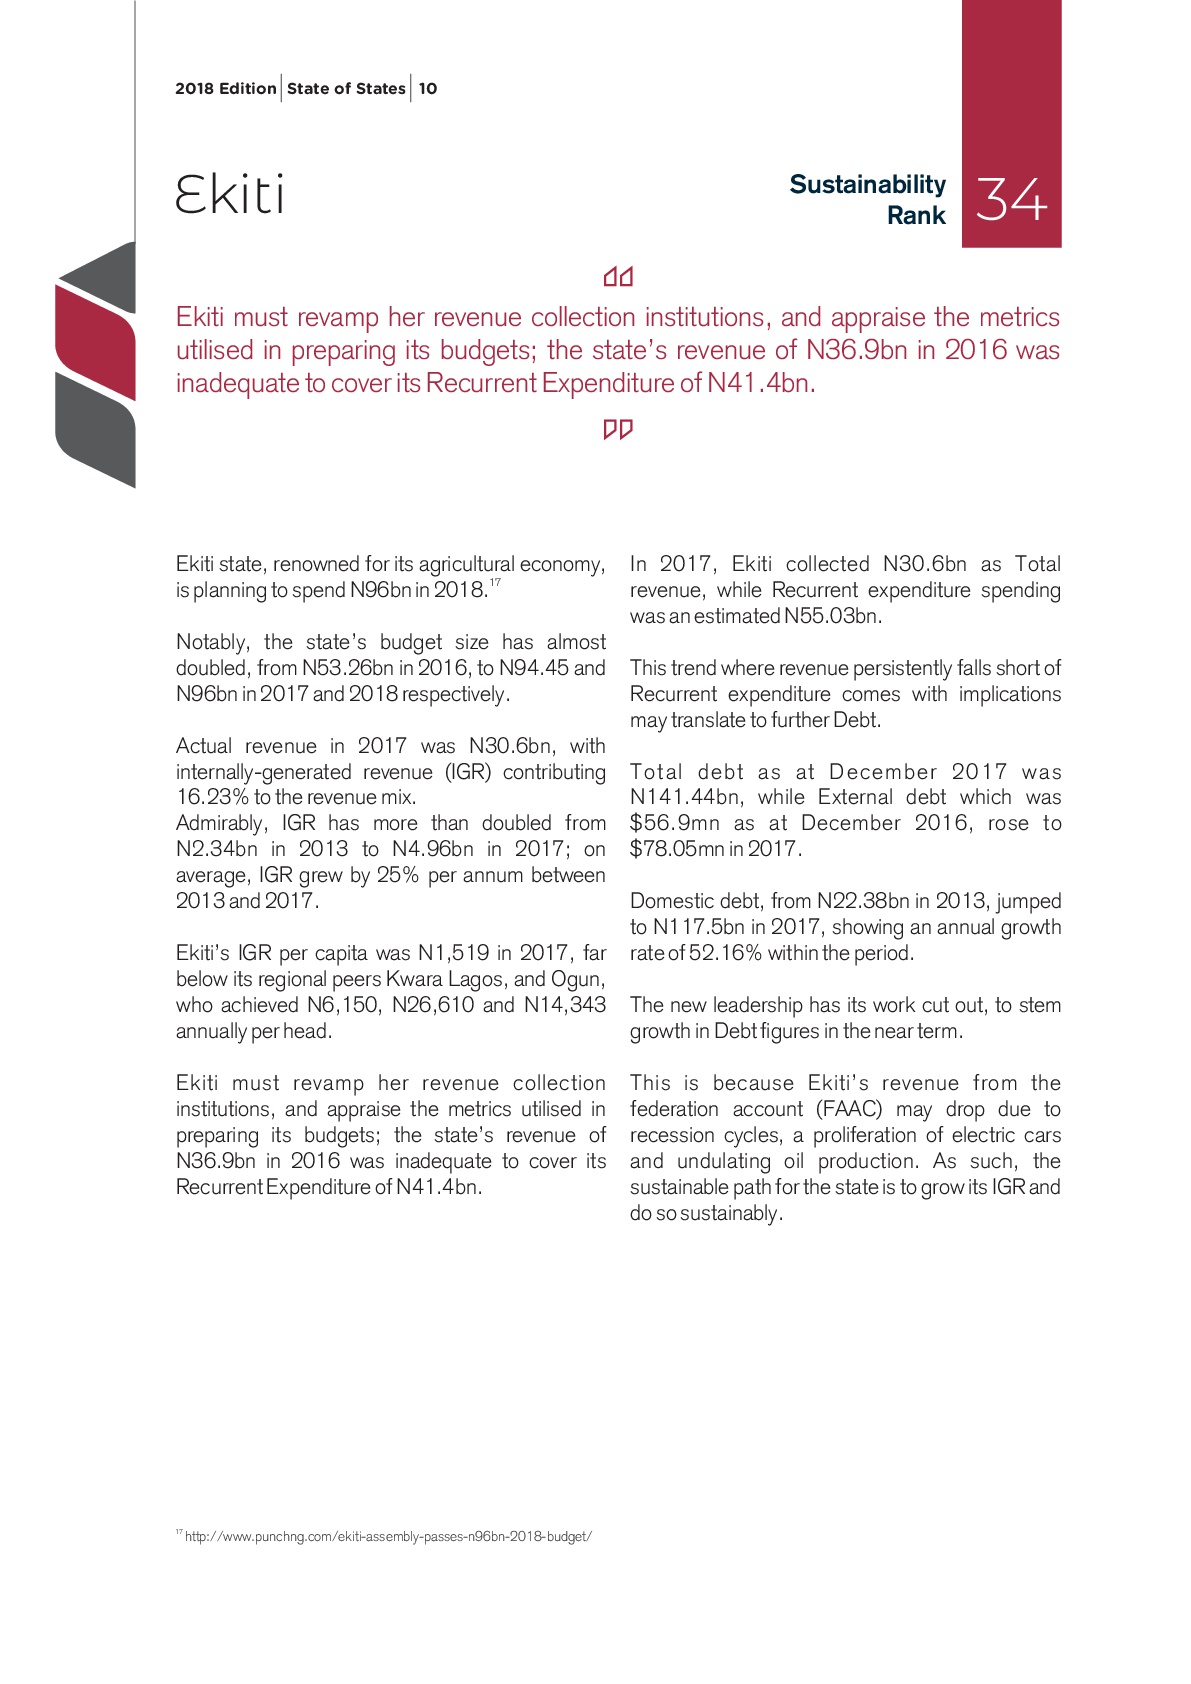 2018 Edition | State of States | 10
Ekiti
Sustainability
Rank
34
Ekiti must revamp her revenue collection institutions, and appraise the metrics
utilised in preparing its budgets; the state's revenue of N36.9bn in 2016 was
inadequate to cover its Recurrent Expenditure of N41.4bn.
Ekiti state, renowned for its agricultural economy,
is planning to spend N96bn in 2018.17
Notably, the state's budget size has almost
doubled, from N53.26bn in 2016, to N94.45 and
N96bn in 2017 and 2018 respectively.
Actual revenue in 2017 was N30.6bn, with
internally-generated revenue (IGR) contributing
16.23% to the revenue mix.
Admirably, IGR has more than doubled from
N2.34bn in 2013 to N4.96bn in 2017; on
average, IGR grew by 25% per annum between
2013 and 2017.
Ekiti's IGR per capita was N1,519 in 2017, far
below its regional peers Kwara Lagos, and Ogun,
who achieved N6,150, N26,610 and N14,343
annually per head.
Ekiti must revamp her revenue collection
institutions, and appraise the metrics utilised in
preparing its budgets; the state's revenue of
N36.9bn in 2016 was inadequate to cover its
Recurrent Expenditure of N41.4bn.
In 2017, Ekiti collected N30.6bn as Total
revenue, while Recurrent expenditure spending
was an estimated N55.03bn.
This trend where revenue persistently falls short of
Recurrent expenditure comes with implications
may translate to further Debt.
Total debt as at December 2017 was
N141.44bn, while External debt which was
$56.9mn as at December 2016, rose to
$78.05mn in 2017.
Domestic debt, from N22.38bn in 2013, jumped
to N117.5bn in 2017, showing an annual growth
rate of 52.16% within the period.
The new leadership has its work cut out, to stem
growth in Debt figures in the near term.
This is because Ekiti's revenue from the
federation account (FAAC) may drop due to
recession cycles, a proliferation of electric cars
and undulating oil production. As such, the
sustainable path for the state is to grow its IGR and
do so sustainably.
17 http://www.punchng.com/ekiti-assembly-passes-n96bn-2018-budget/